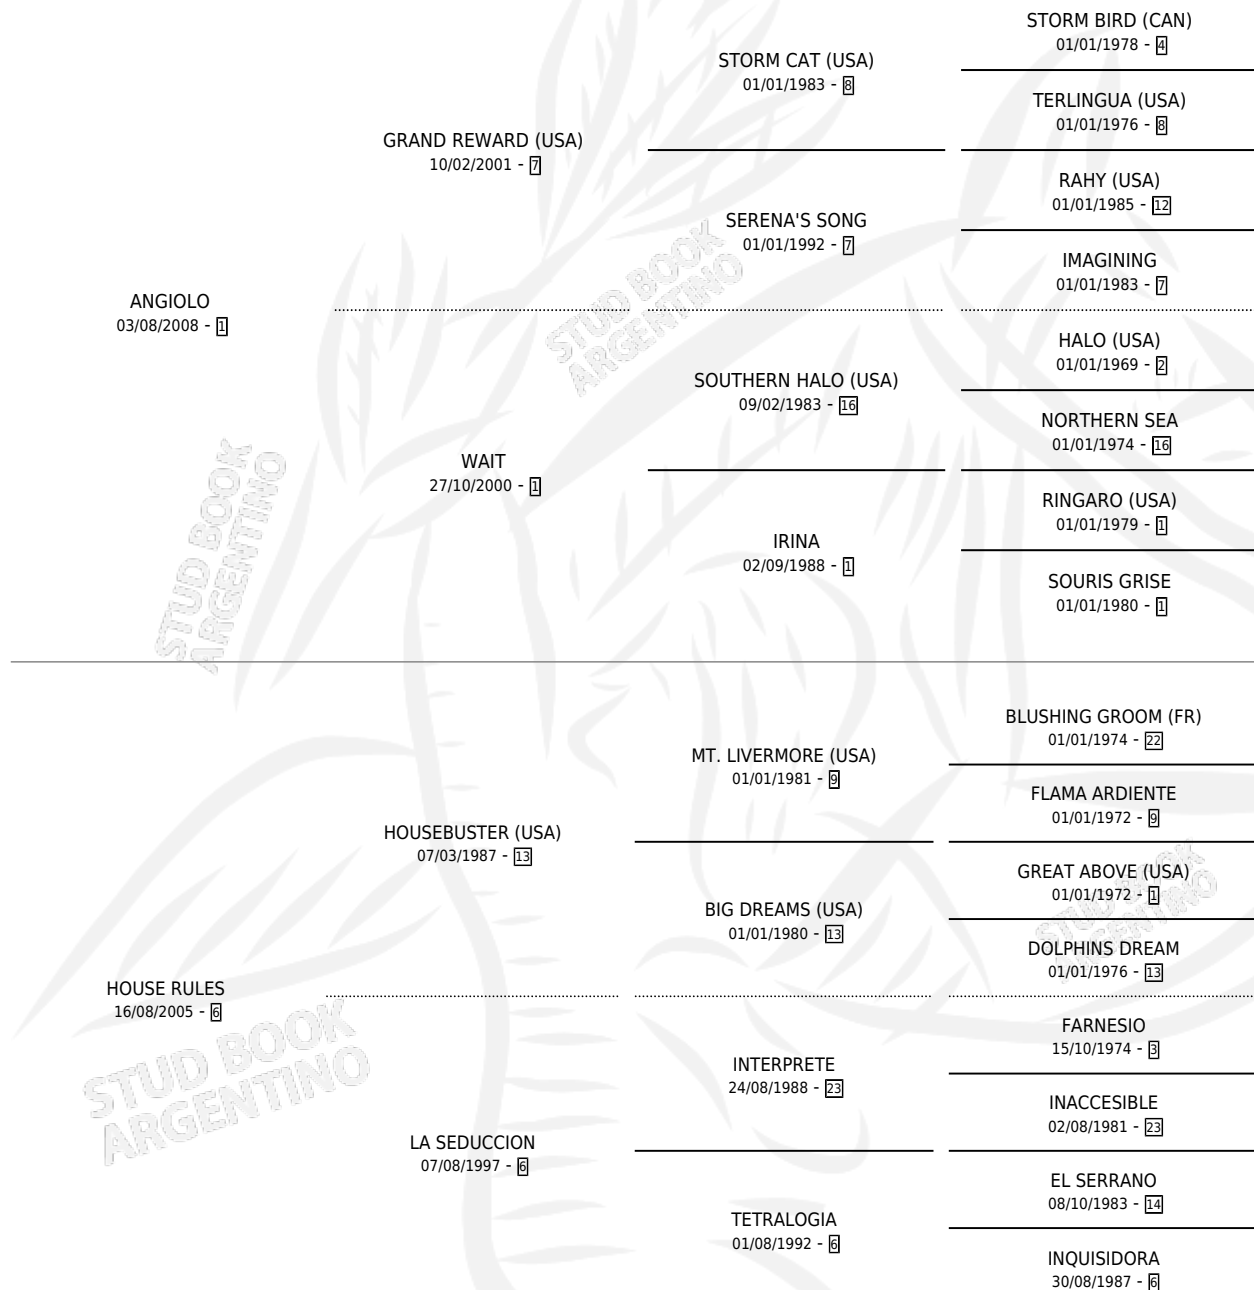 STORM BIRD (CAN)
01/01/1978 - 4
STORM CAT (USA)
01/01/1983 - 8
TERLINGUA (USA)
01/01/1976 - 8
GRAND REWARD (USA)
10/02/2001 - 7
RAHY (USA)
01/01/1985 - 12
SERENA'S SONG
01/01/1992 - 7
IMAGINING
01/01/1983 - 7
ANGIOLO
03/08/2008 - 1
HALO (USA)
01/01/1969 - 2
SOUTHERN HALO (USA)
09/02/1983 - 16
NORTHERN SEA
01/01/1974 - 16
WAIT
27/10/2000 - 1
RINGARO (USA)
01/01/1979 - 1
IRINA
02/09/1988 - 1
SOURIS GRISE
01/01/1980 - 1
BLUSHING GROOM (FR)
01/01/1974 - 22
MT. LIVERMORE (USA)
01/01/1981 - 9
FLAMA ARDIENTE
01/01/1972 - 9
HOUSEBUSTER (USA)
07/03/1987 - 13
GREAT ABOVE (USA)
01/01/1972 - 1
BIG DREAMS (USA)
01/01/1980 - 13
DOLPHINS DREAM
01/01/1976 - 13
HOUSE RULES
16/08/2005 - 6
FARNESIO
15/10/1974 - 3
INTERPRETE
24/08/1988 - 23
INACCESIBLE
02/08/1981 - 23
LA SEDUCCION
07/08/1997 - 6
EL SERRANO
08/10/1983 - 14
TETRALOGIA
01/08/1992 - 6
INQUISIDORA
30/08/1987 - 6
STUD BOOK
ARGENTINO
STUD BOOK
ARGENTINO
STUD BOOK
ARGENTINO
STUD BOOK
ARGENTINO